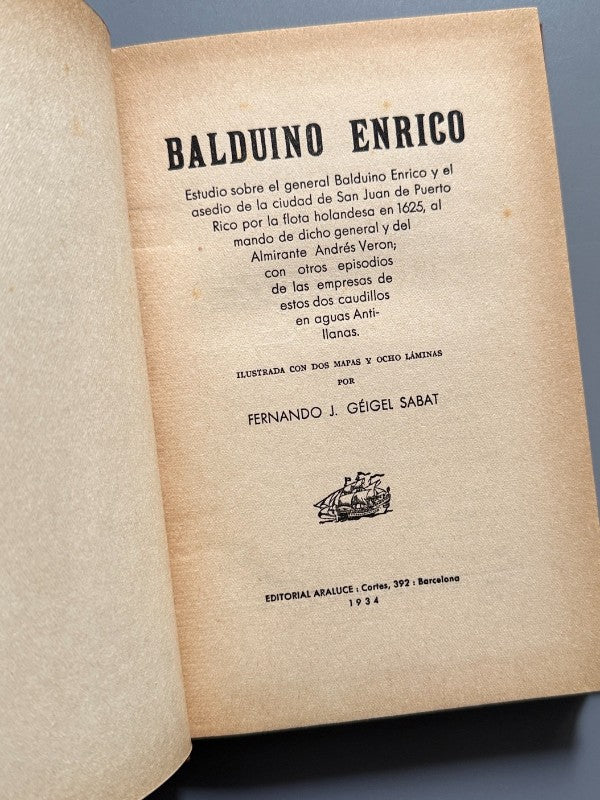 BALDUINO ENRICO
Estudio sobre el general Balduino Enrico y el
asedio de la ciudad de San Juan de Puerto
Rico por la flota holandesa en 1625, al
mando de dicho general y del
Almirante Andrés Veron;
con otros episodios
de las empresas de
estos dos caudillos
en aguas Anti-
llanas.
ILUSTRADA CON DOS MAPAS Y OCHO LÁMINAS
POR
FERNANDO J. GÉIGEL SABAT
EDITORIAL ARALUCE : Cortes, 392 : Barcelona
1934